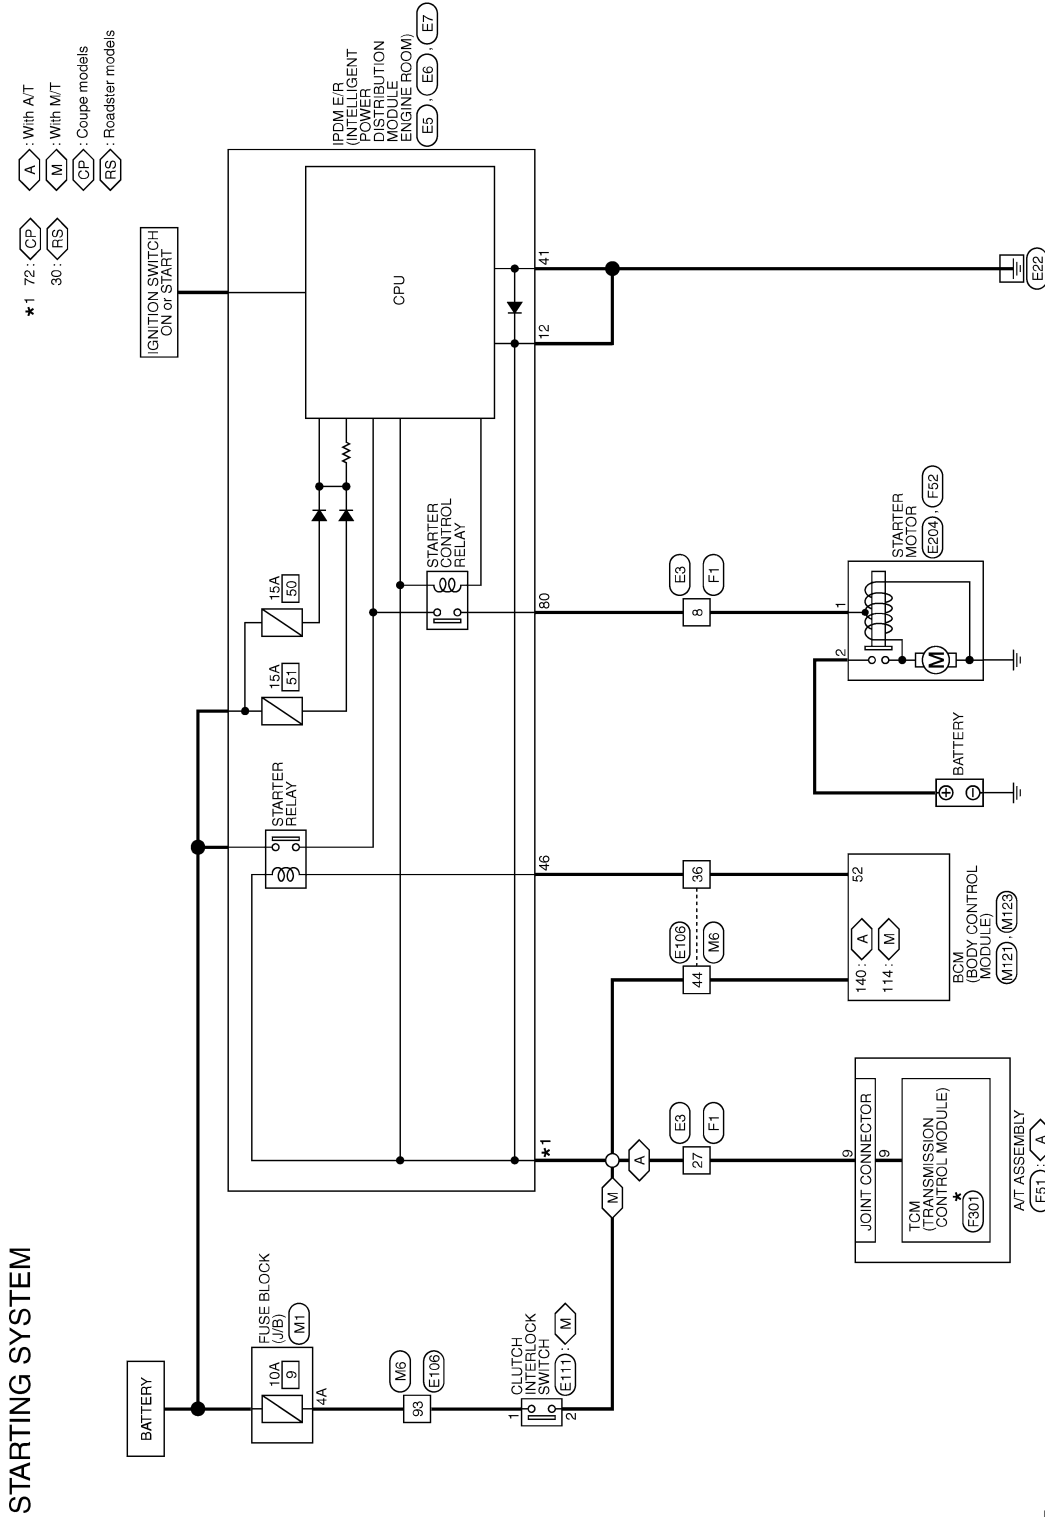 STARTING SYSTEM
★1 72 : CP
30 : RS
A : With A/T
M : With M/T
CP : Coupe models
RS : Roadster models
BATTERY
IGNITION SWITCH
ON or START
FUSE BLOCK
(J/B)
M1
10A
9
4A
93
M6
E106
1
2
CLUTCH
INTERLOCK
SWITCH
E111 : M
M
IPDM E/R
(INTELLIGENT
POWER
DISTRIBUTION
MODULE
ENGINE ROOM)
E5 , E6 , E7
STARTER
RELAY
15A
51
15A
50
STARTER
CONTROL
RELAY
CPU
★1
46
80
12
41
A
27
E3
F1
44
E106
M6
36
8
E3
F1
E22
9
JOINT CONNECTOR
9
TCM
(TRANSMISSION
CONTROL MODULE)
★
F301
A/T ASSEMBLY
F51 : A
140 : A
114 : M
52
BCM
(BODY CONTROL
MODULE)
M121 , M123
BATTERY
2
1
M
STARTER
MOTOR
E204 , F52